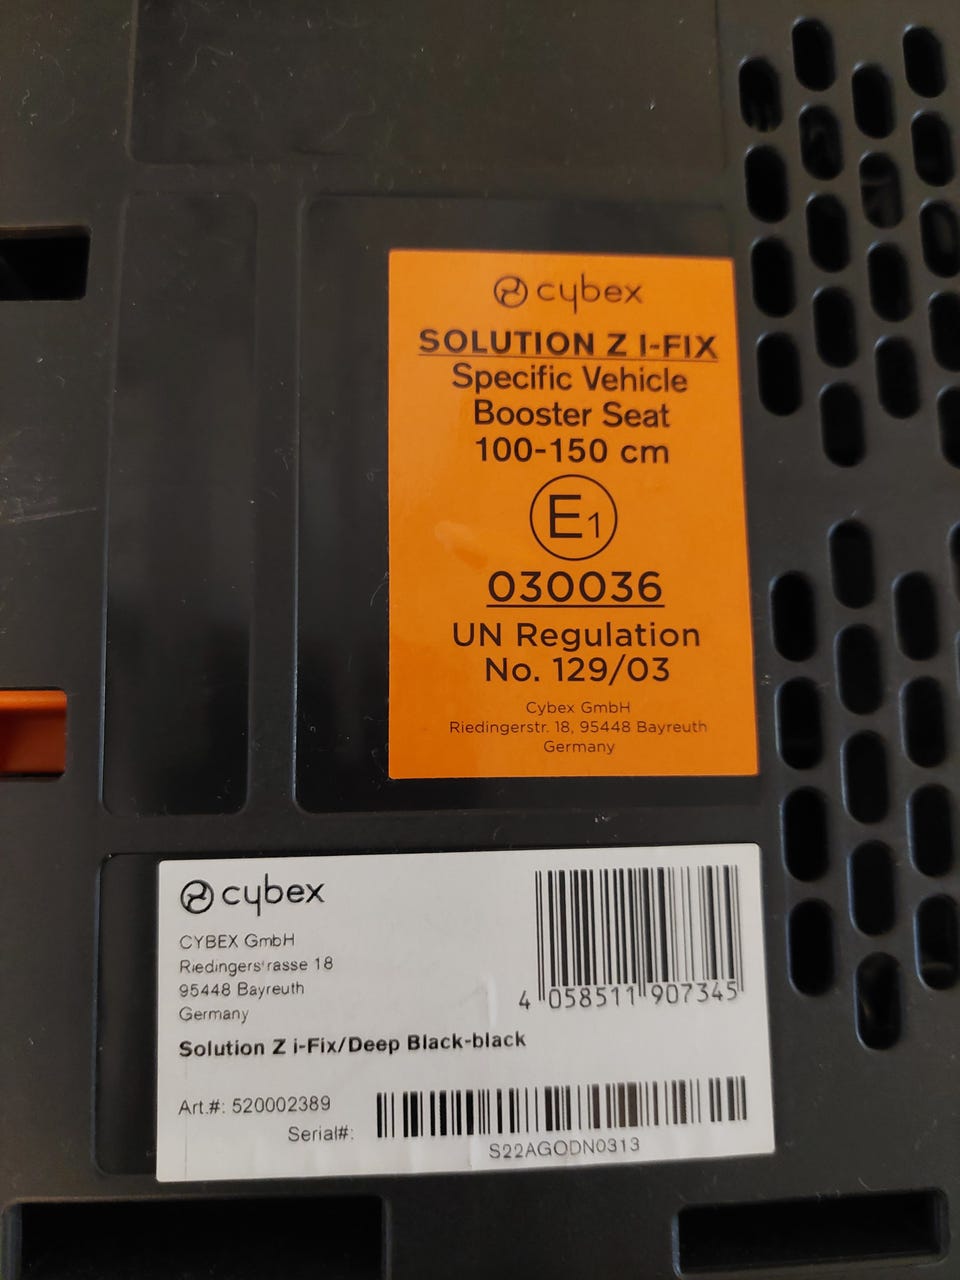 cybex
SOLUTION Z I-FIX
Specific Vehicle
Booster Seat
100-150 cm
E1
030036
UN Regulation
No. 129/03
Cybex GmbH
Riedingerstr. 18, 95448 Bayreuth
Germany
cybex
CYBEX GmbH
Riedingerstrasse 18
95448 Bayreuth
Germany
4 058511 907345
Solution Z i-Fix/Deep Black-black
Art.#: 520002389
Serial#:
S22AGODN0313